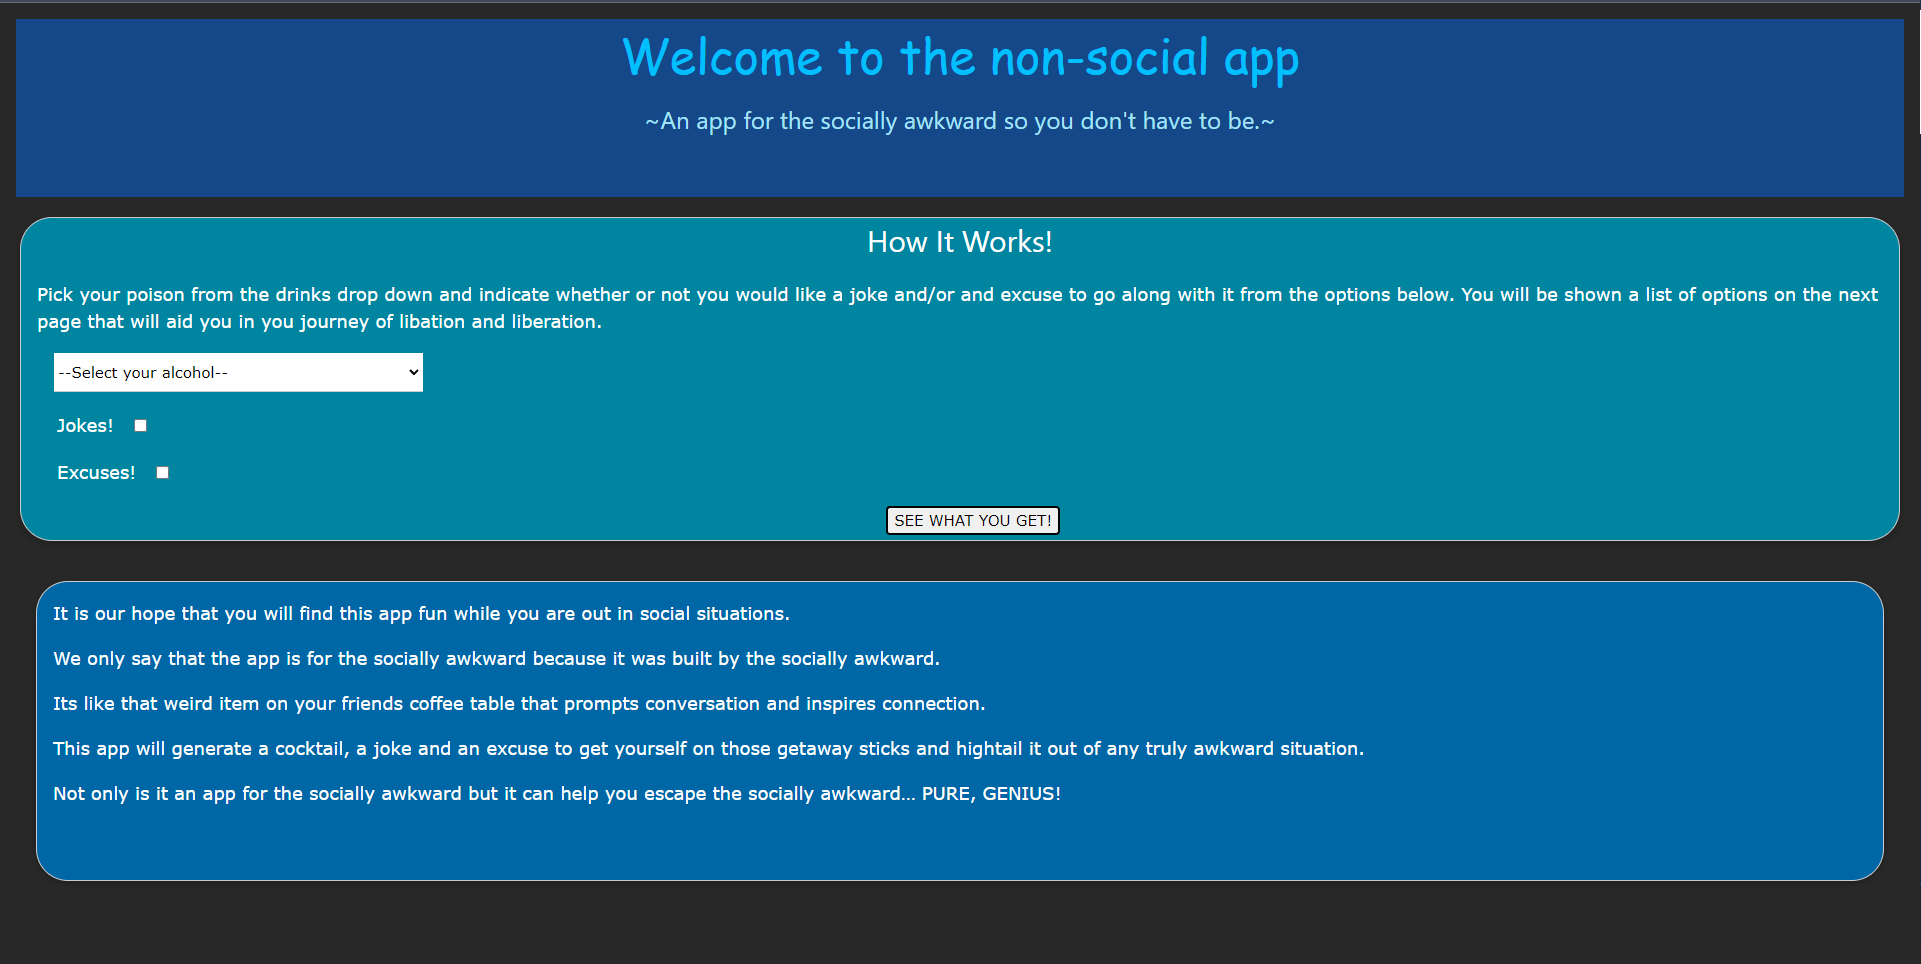 Welcome to the non-social app
~An app for the socially awkward so you don't have to be.~
How It Works!
Pick your poison from the drinks drop down and indicate whether or not you would like a joke and/or and excuse to go along with it from the options below. You will be shown a list of options on the next
page that will aid you in you journey of libation and liberation.
--Select your alcohol--
Jokes!
Excuses!
SEE WHAT YOU GET!
It is our hope that you will find this app fun while you are out in social situations.
We only say that the app is for the socially awkward because it was built by the socially awkward.
Its like that weird item on your friends coffee table that prompts conversation and inspires connection.
This app will generate a cocktail, a joke and an excuse to get yourself on those getaway sticks and hightail it out of any truly awkward situation.
Not only is it an app for the socially awkward but it can help you escape the socially awkward... PURE, GENIUS!